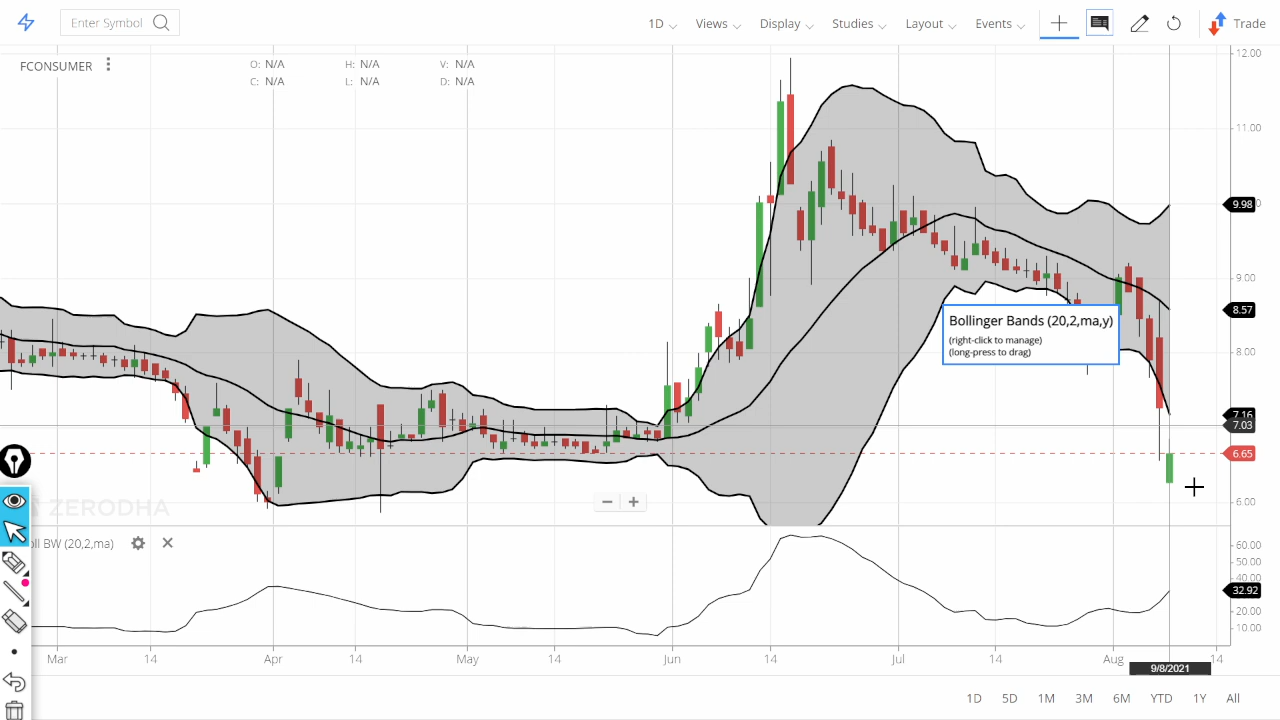 Enter Symbol
1D Views Display Studies Layout Events Trade
FCONSUMER O: N/A H: N/A V: N/A
C: N/A L: N/A D: N/A
12.00
11.00
9.98
9.00
8.57
Bollinger Bands (20,2,ma,y)
(right-click to manage)
(long-press to drag)
8.00
7.16
7.03
6.65
6.00
ZERODHA
BW (20,2,ma)
60.00
50.00
40.00
32.92
20.00
10.00
Mar 14 Apr 14 May 14 Jun 14 Jul 14 Aug 14
9/8/2021
1D 5D 1M 3M 6M YTD 1Y All